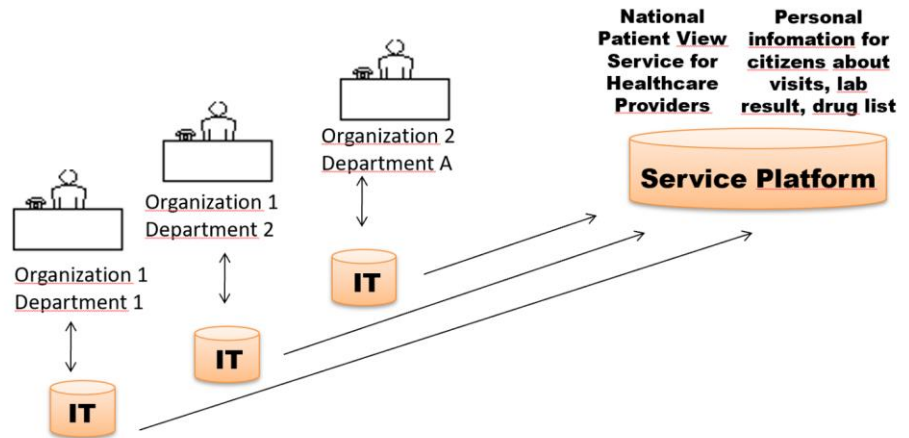 National
Patient View
Service for
Healthcare
Providers
Personal
infomation for
citizens about
visits, lab
result, drug list
Service Platform
Organization 2
Department A
IT
Organization 1
Department 2
IT
Organization 1
Department 1
IT